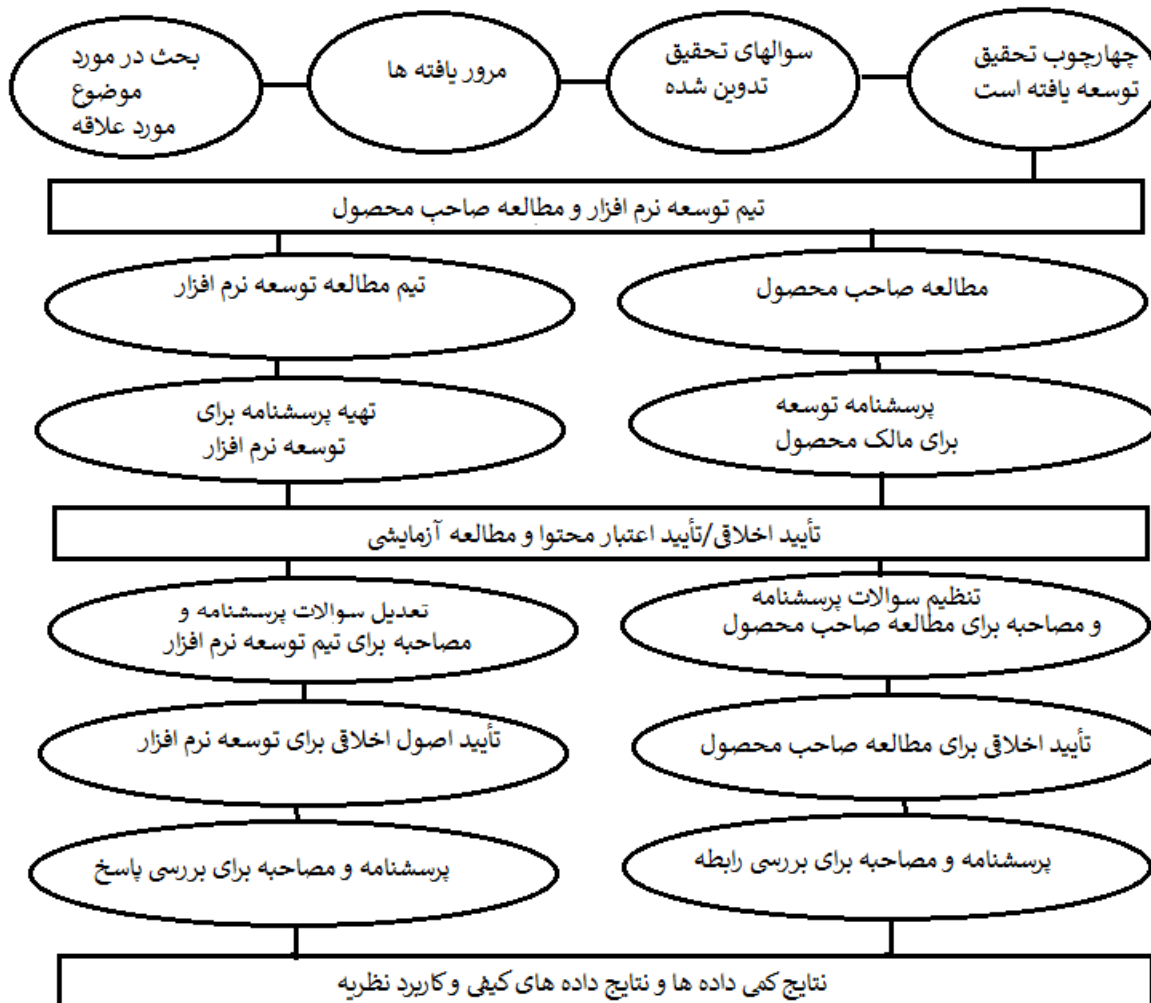 چهارچوب تحقیق
توسعه یافته است
سوالهای تحقیق
تدوین شده
مرور یافته ها
بحث در مورد
موضوع
مورد علاقه
تیم توسعه نرم افزار و مطالعه صاحب محصول
مطالعه صاحب محصول
تیم مطالعه توسعه نرم افزار
پرسشنامه توسعه
برای مالک محصول
تهیه پرسشنامه برای
توسعه نرم افزار
تأیید اخلاقی/تأیید اعتبار محتوا و مطالعه آزمایشی
تنظیم سوالات پرسشنامه
و مصاحبه برای مطالعه صاحب محصول
تعدیل سوالات پرسشنامه و
مصاحبه برای تیم توسعه نرم افزار
تأیید اخلاقی برای مطالعه صاحب محصول
تأیید اصول اخلاقی برای توسعه نرم افزار
پرسشنامه و مصاحبه برای بررسی رابطه
پرسشنامه و مصاحبه برای بررسی پاسخ
نتایج کمی داده ها و نتایج داده های کیفی و کاربرد نظریه